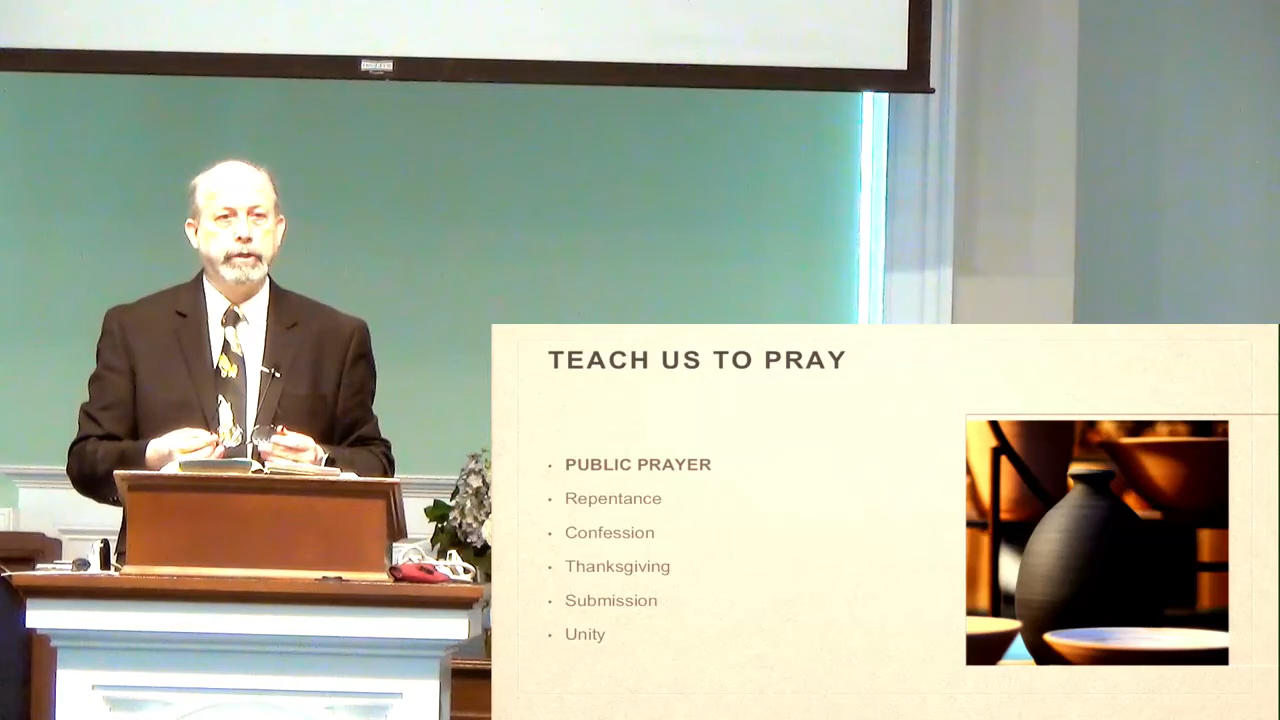 TEACH US TO PRAY
• PUBLIC PRAYER
• Repentance
• Confession
• Thanksgiving
• Submission
• Unity